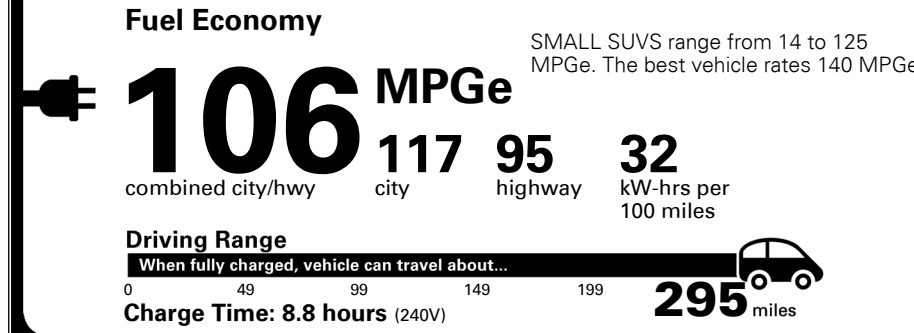 Fuel Economy
SMALL SUVS range from 14 to 125
MPGe. The best vehicle rates 140 MPGe
106 MPGe
combined city/hwy
117
city
95
highway
32
kW-hrs per
100 miles
Driving Range
When fully charged, vehicle can travel about...
0 49 99 149 199 295 miles
Charge Time: 8.8 hours (240V)